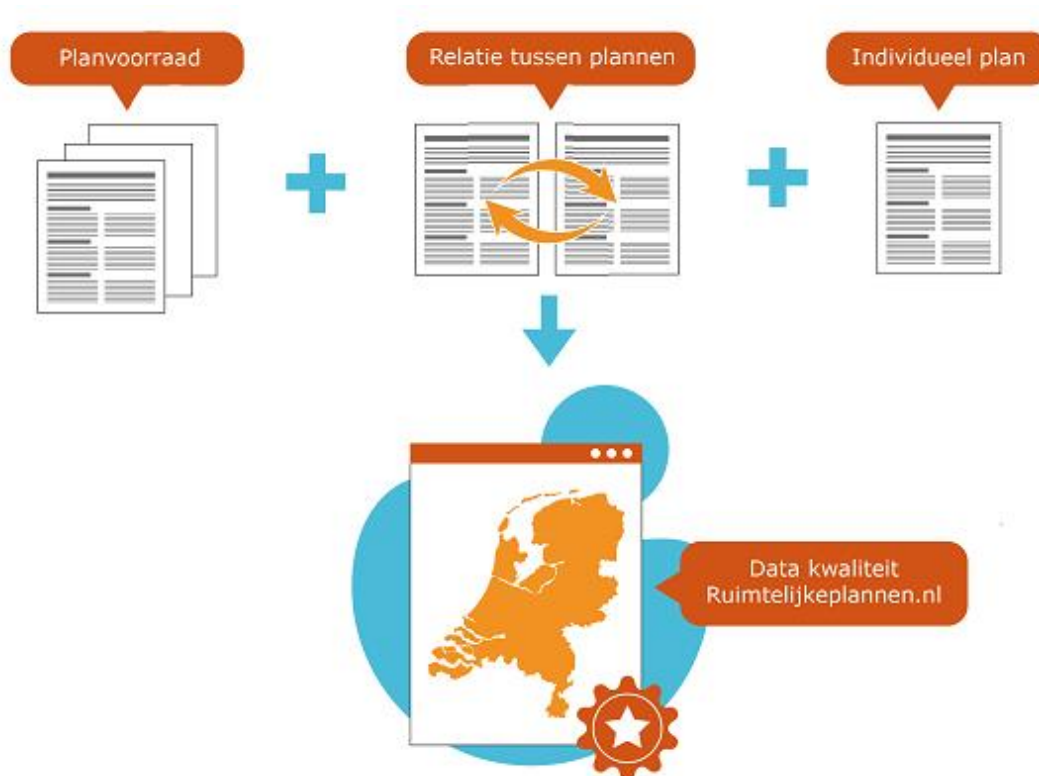 Planvoorraad
Relatie tussen plannen
Individueel plan
Data kwaliteit
Ruimtelijkeplannen.nl